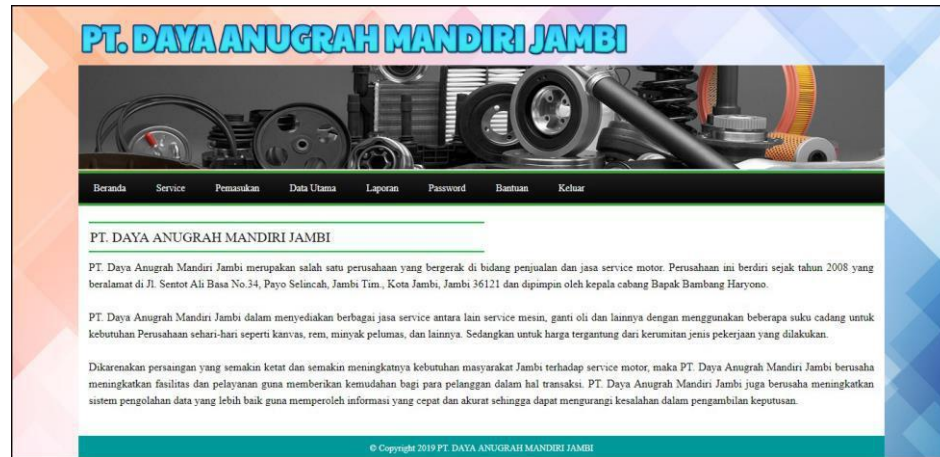 PT. DAYA ANUGRAH MANDIRI JAMBI
Beranda Service Pemasukan Data Utama Laporan Password Bantuan Keluar
PT. DAYA ANUGRAH MANDIRI JAMBI
PT. Daya Anugrah Mandiri Jambi merupakan salah satu perusahaan yang bergerak di bidang penjualan dan jasa service motor. Perusahaan ini berdiri sejak tahun 2008 yang
beralamat di Jl. Sentot Ali Basa No.34, Payo Selincah, Jambi Tim., Kota Jambi, Jambi 36121 dan dipimpin oleh kepala cabang Bapak Bambang Haryono.
PT. Daya Anugrah Mandiri Jambi dalam menyediakan berbagai jasa service antara lain service mesin, ganti oli dan lainnya dengan menggunakan beberapa suku cadang untuk
kebutuhan Perusahaan sehari-hari seperti kanvas, rem, minyak pelumas, dan lainnya. Sedangkan untuk harga tergantung dari kerumitan jenis pekerjaan yang dilakukan.
Dikarenakan persaingan yang semakin ketat dan semakin meningkatnya kebutuhan masyarakat Jambi terhadap service motor, maka PT. Daya Anugrah Mandiri Jambi berusaha
meningkatkan fasilitas dan pelayanan guna memberikan kemudahan bagi para pelanggan dalam hal transaksi. PT. Daya Anugrah Mandiri Jambi juga berusaha meningkatkan
sistem pengolahan data yang lebih baik guna memperoleh informasi yang cepat dan akurat sehingga dapat mengurangi kesalahan dalam pengambilan keputusan.
© Copyright 2019 PT. DAYA ANUGRAH MANDIRI JAMBI